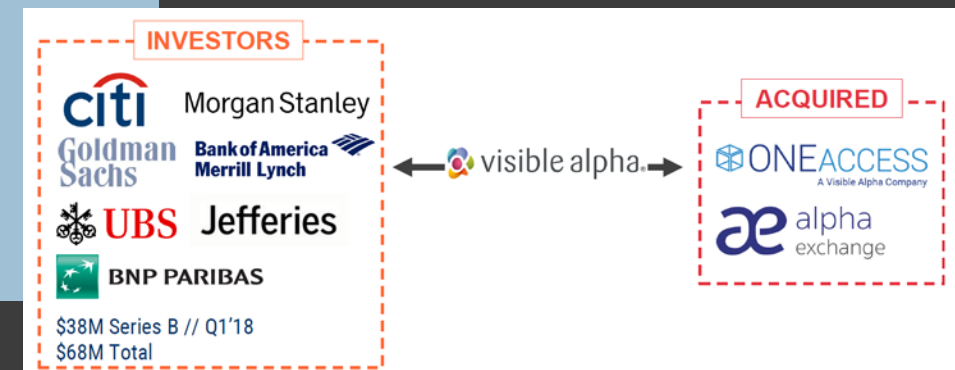 INVESTORS
citi
Morgan Stanley
Goldman
Sachs
Bank of America
Merrill Lynch
UBS
Jefferies
BNP PARIBAS
$38M Series B // Q1'18
$68M Total
visible alpha.
ACQUIRED
ONEACCESS
A Visible Alpha Company
ae alpha
exchange